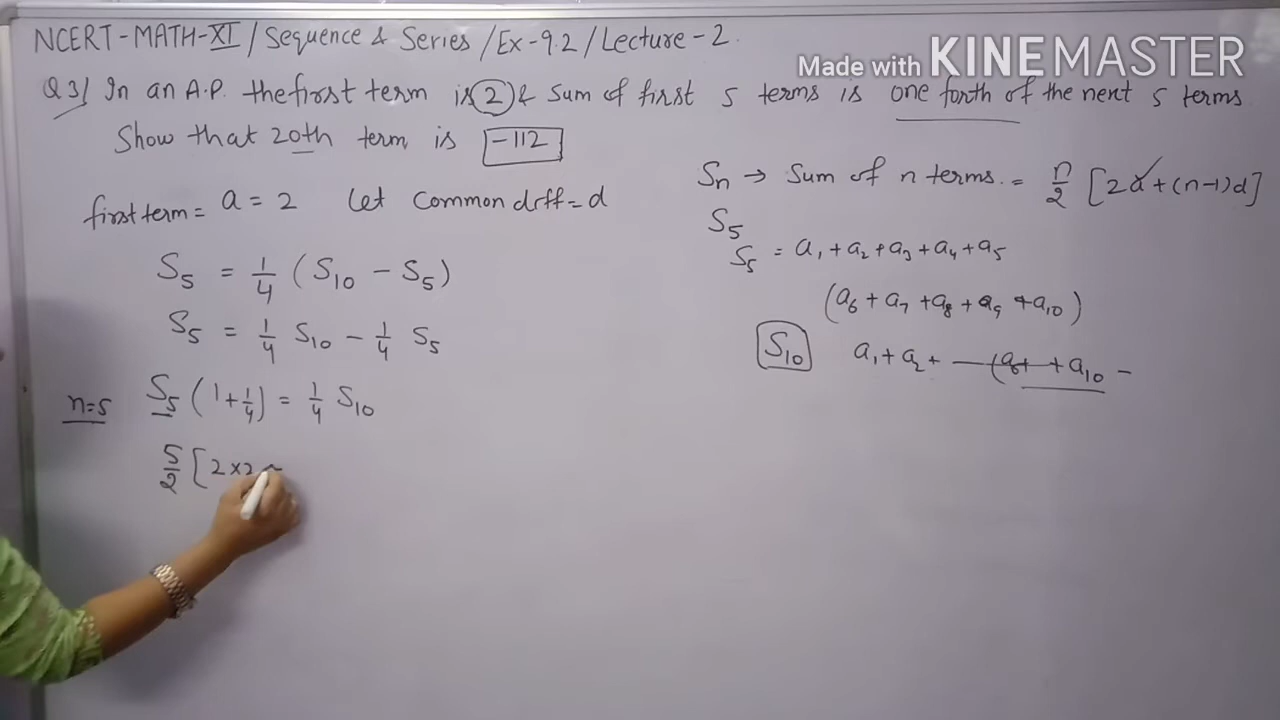 NCERT-MATH-XI / Sequence & Series / Ex-9.2 / Lecture-2.
Made with KINEMASTER
Q 3/ In an A.P. the first term is 2 & sum of first 5 terms is one forth of the next 5 terms
Show that 20th term is -112
first term = a = 2 Let common diff = d
S5 = 1/4 (S10 - S5)
S5 = 1/4 S10 - 1/4 S5
n=5 S5 (1+1/4) = 1/4 S10
5/2 [2×2
Sn → Sum of n terms. = n/2 [2a+(n-1)d]
S5
S5 = a1 + a2 + a3 + a4 + a5
(a6 + a7 + a8 + a9 + a10)
S10 a1 + a2 + — (a6+ + a10 -